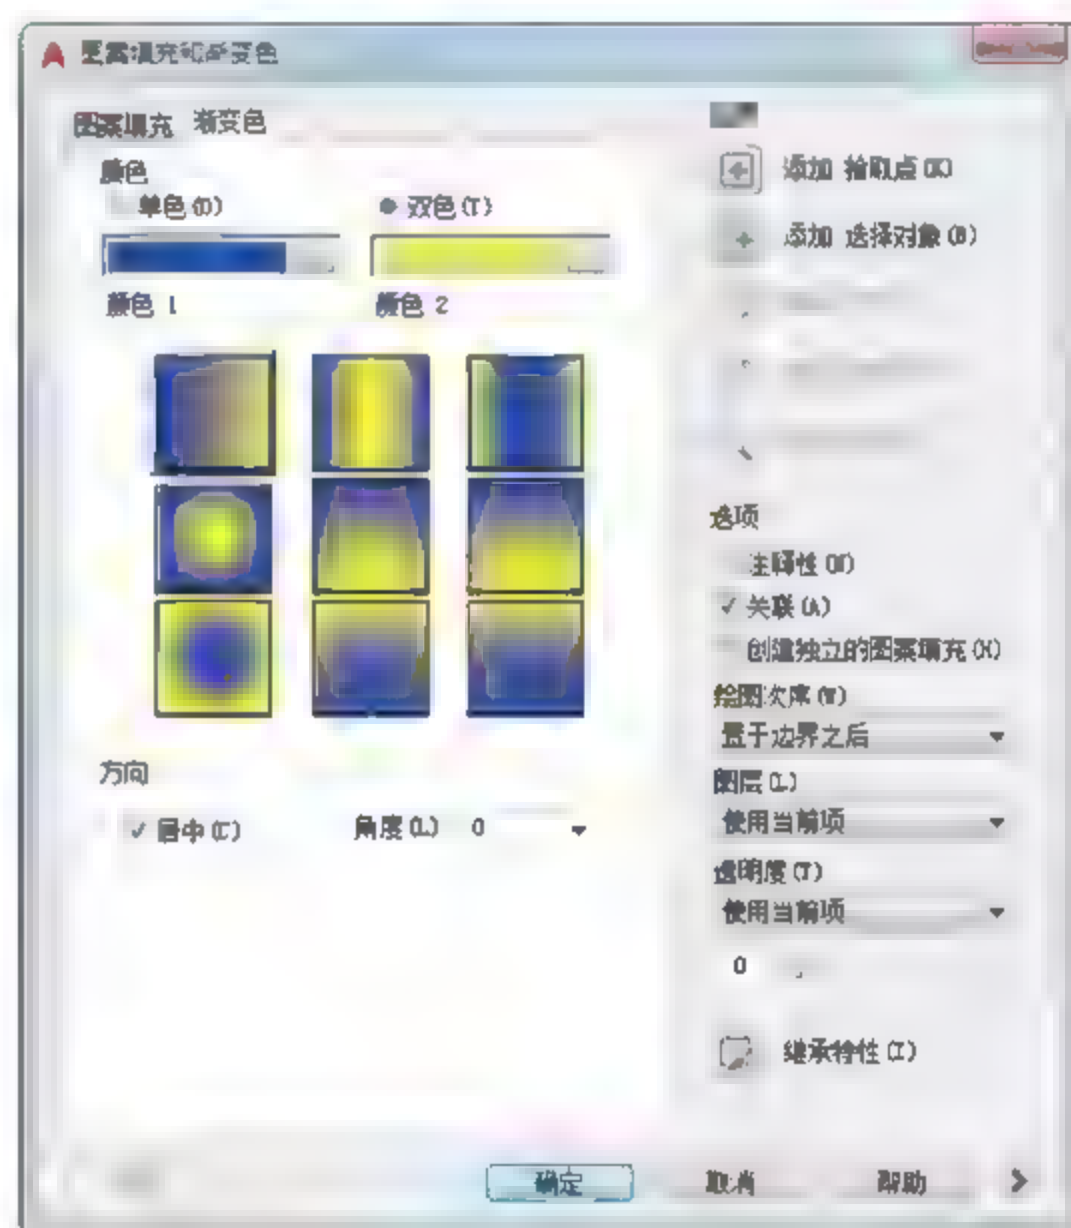 图案填充和渐变色
图案填充 渐变色
颜色
单色(O) 双色(T)
颜色 1 颜色 2
方向
居中(C) 角度(L) 0
添加 拾取点(K)
添加 选择对象(B)
选项
注释性(N)
关联(A)
创建独立的图案填充(H)
绘图次序(W)
置于边界之后
图层(L)
使用当前项
透明度(T)
使用当前项
0
继承特性(I)
确定 取消 帮助